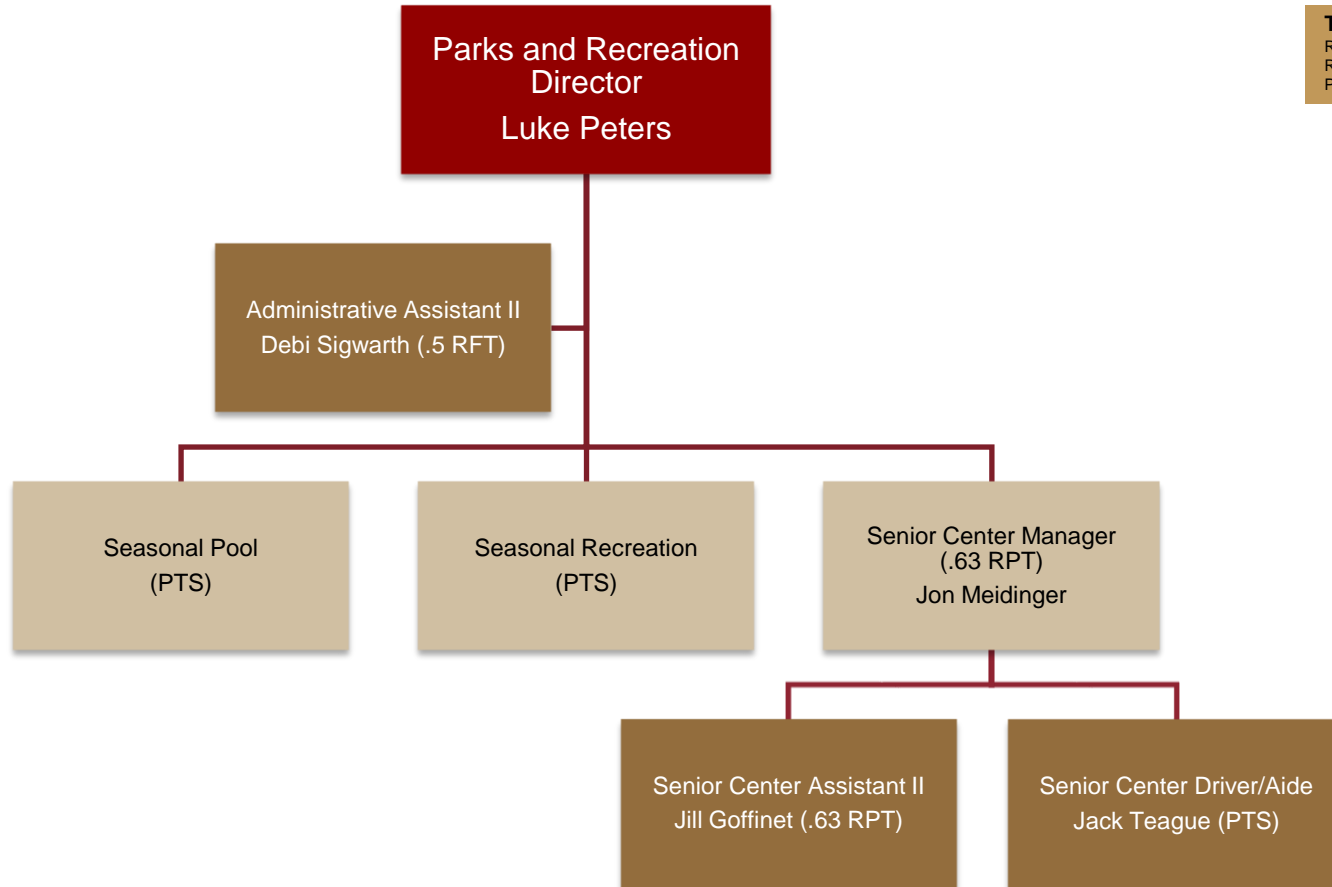 Parks and Recreation
Director
Luke Peters
Administrative Assistant II
Debi Sigwarth (.5 RFT)
Seasonal Pool
(PTS)
Seasonal Recreation
(PTS)
Senior Center Manager
(.63 RPT)
Jon Meidinger
Senior Center Assistant II
Jill Goffinet (.63 RPT)
Senior Center Driver/Aide
Jack Teague (PTS)